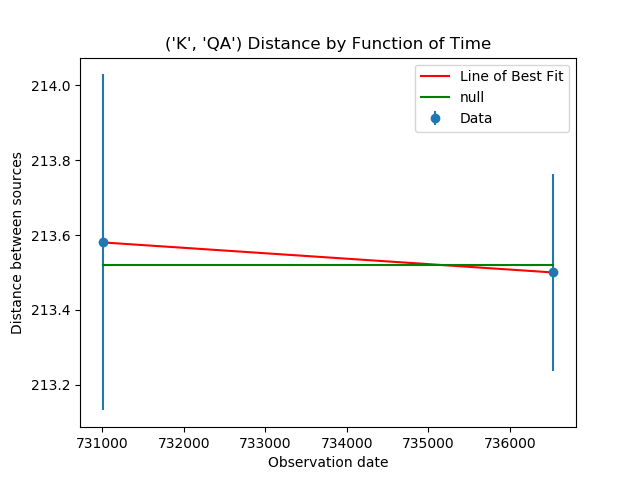 ('K', 'QA') Distance by Function of Time
Line of Best Fit
null
Data
214.0
213.8
213.6
213.4
213.2
Distance between sources
731000 732000 733000 734000 735000 736000
Observation date